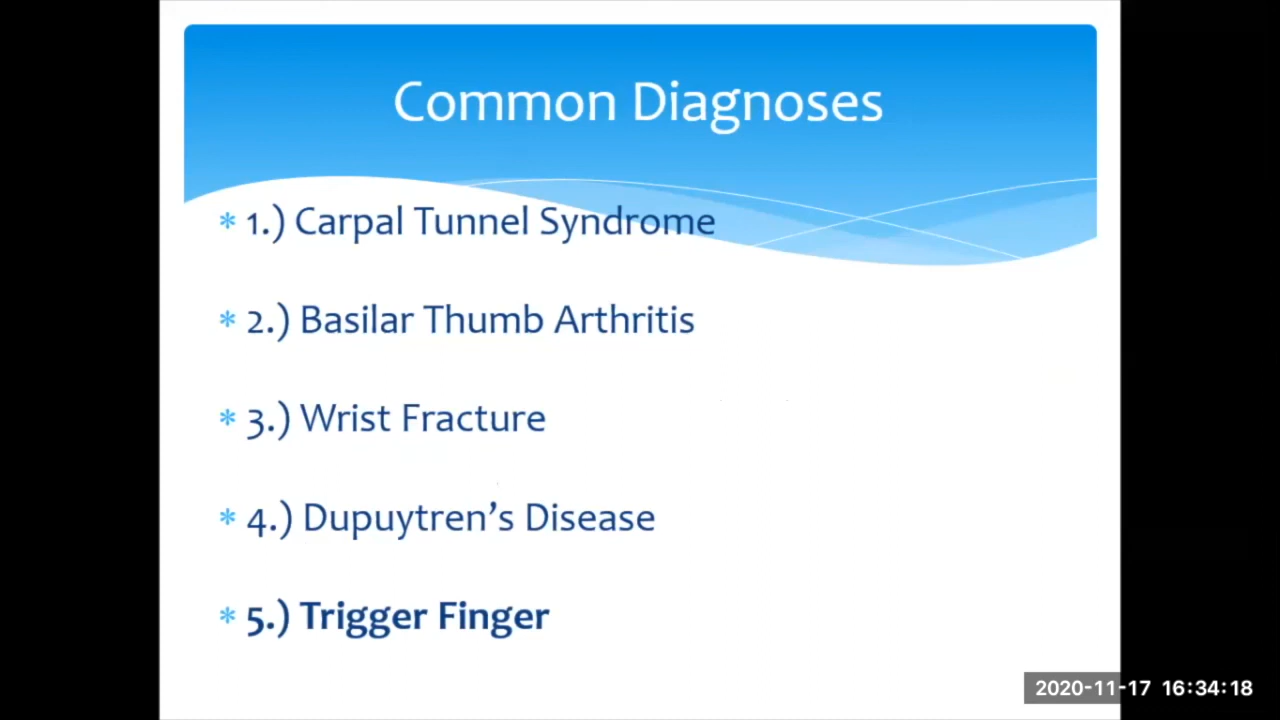 Common Diagnoses
* 1.) Carpal Tunnel Syndrome
* 2.) Basilar Thumb Arthritis
* 3.) Wrist Fracture
* 4.) Dupuytren’s Disease
* 5.) Trigger Finger
2020-11-17 16:34:18